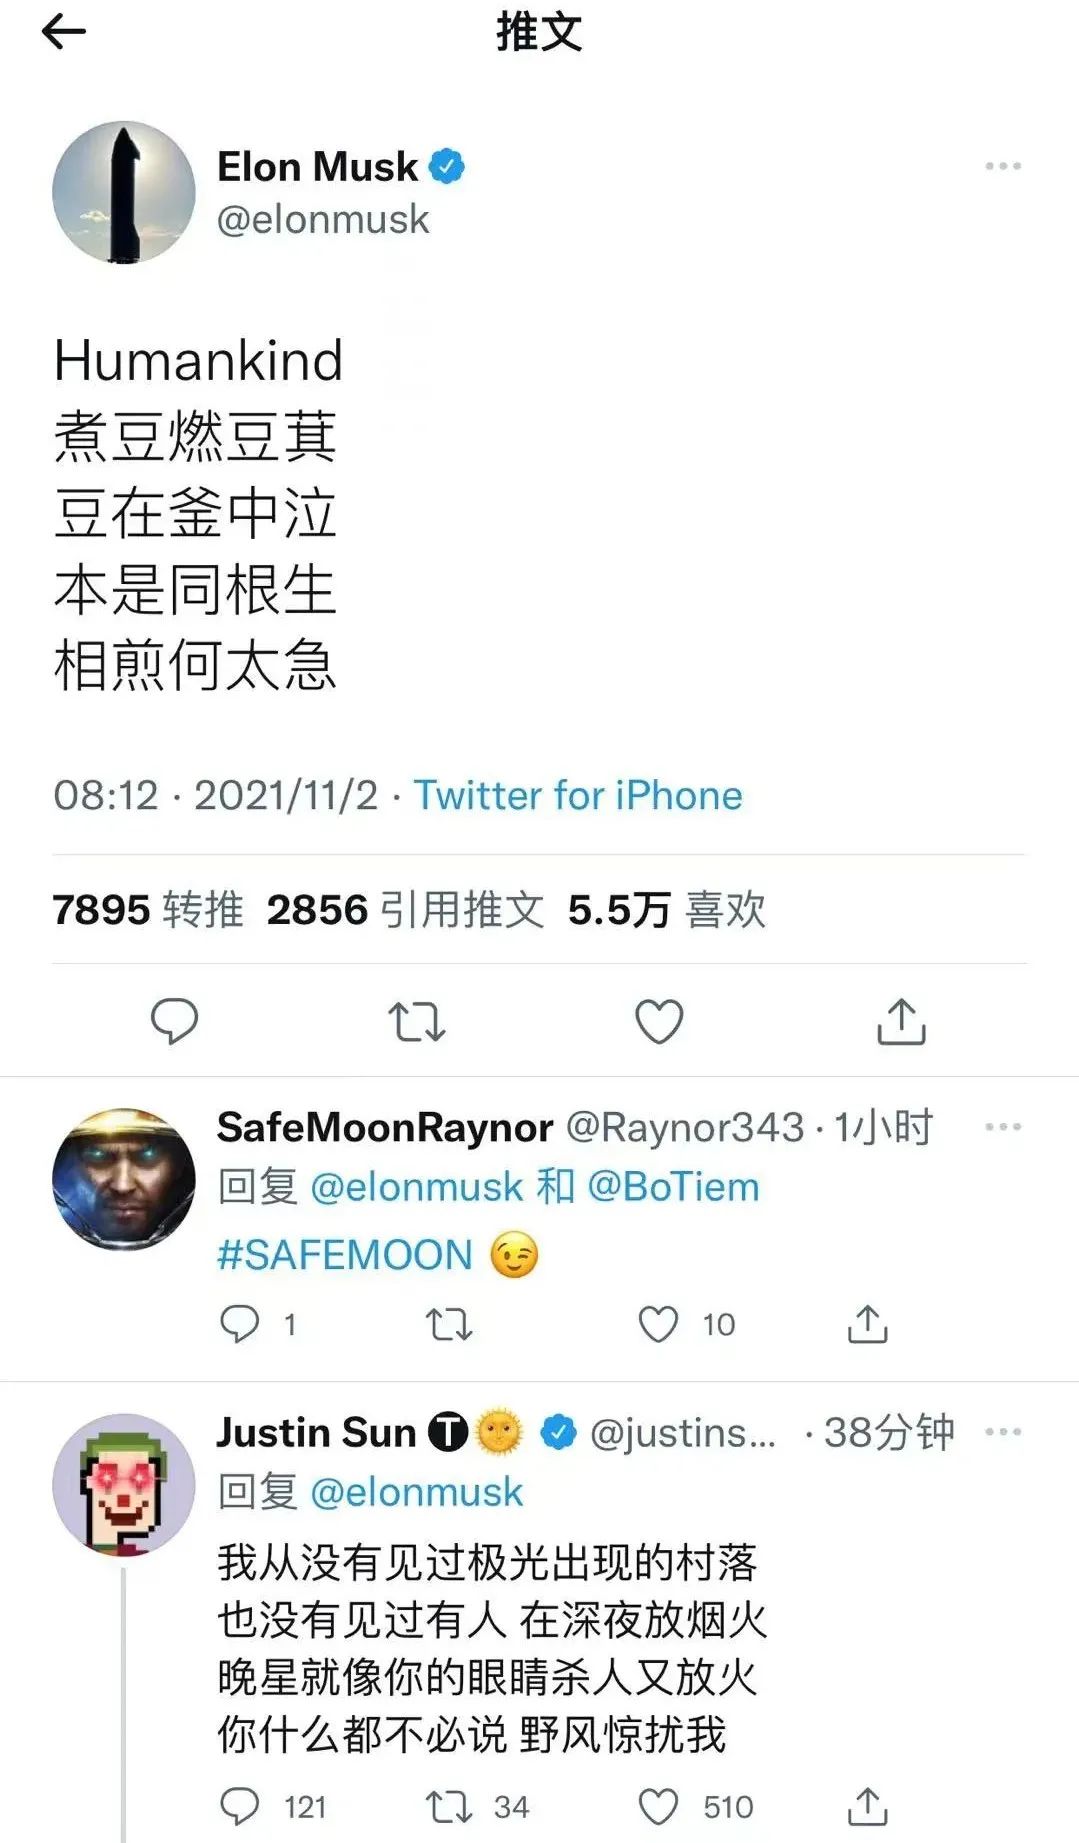 推文
Elon Musk
@elonmusk
Humankind
煮豆燃豆萁
豆在釜中泣
本是同根生
相煎何太急
08:12 · 2021/11/2 · Twitter for iPhone
7895 转推 2856 引用推文 5.5万 喜欢
SafeMoonRaynor @Raynor343 · 1小时
回复 @elonmusk 和 @BoTiem
#SAFEMOON 😉
1 10
Justin Sun T🌞 @justins... · 38分钟
回复 @elonmusk
我从没有见过极光出现的村落
也没有见过有人 在深夜放烟火
晚星就像你的眼睛杀人又放火
你什么都不必说 野风惊扰我
121 34 510